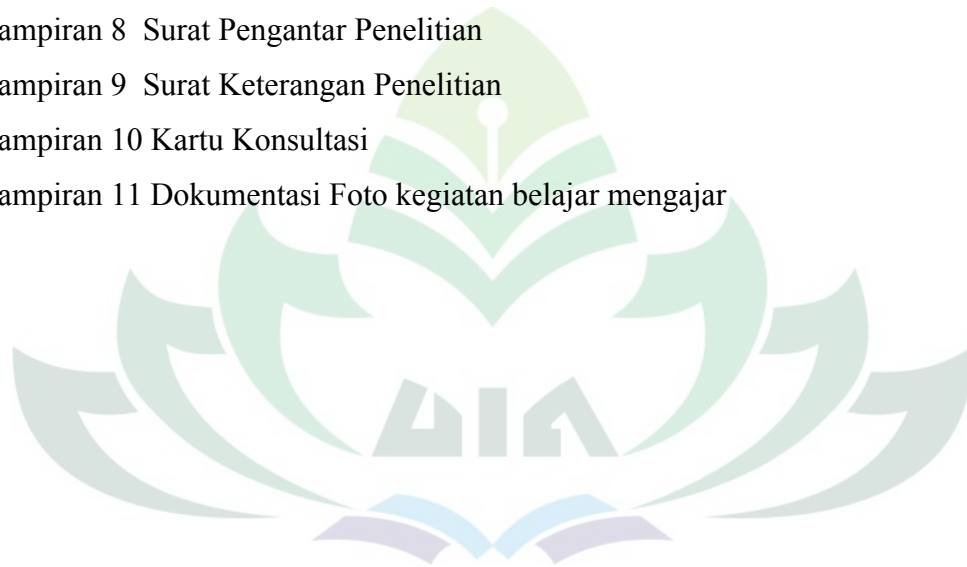 ampiran 8 Surat Pengantar Penelitian
ampiran 9 Surat Keterangan Penelitian
ampiran 10 Kartu Konsultasi
ampiran 11 Dokumentasi Foto kegiatan belajar mengajar
UIN